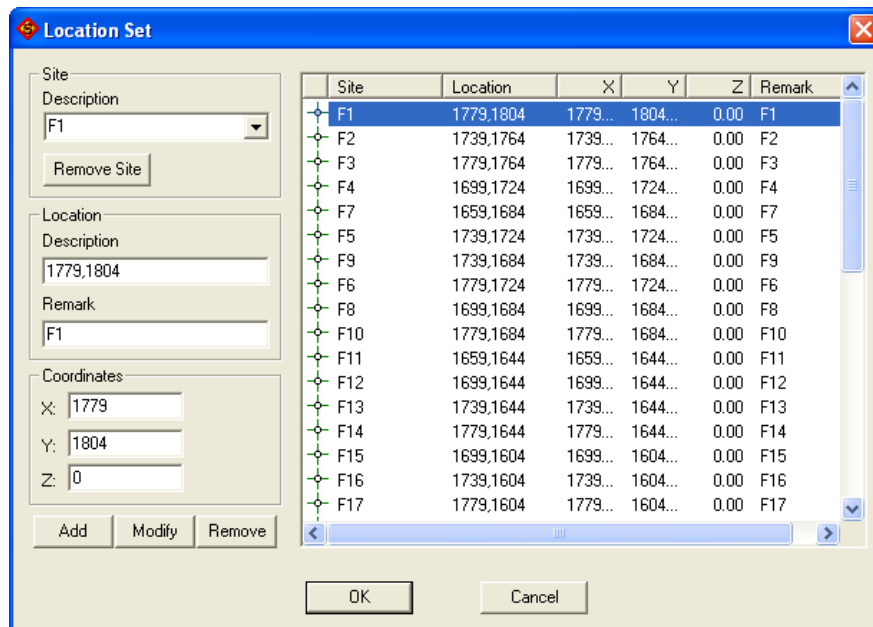 Location Set
Site
Description
F1
Remove Site
Location
Description
1779,1804
Remark
F1
Coordinates
X: 1779
Y: 1804
Z: 0
Add Modify Remove
Site Location X Y Z Remark
F1 1779,1804 1779... 1804... 0.00 F1
F2 1739,1764 1739... 1764... 0.00 F2
F3 1779,1764 1779... 1764... 0.00 F3
F4 1699,1724 1699... 1724... 0.00 F4
F7 1659,1684 1659... 1684... 0.00 F7
F5 1739,1724 1739... 1724... 0.00 F5
F9 1739,1684 1739... 1684... 0.00 F9
F6 1779,1724 1779... 1724... 0.00 F6
F8 1699,1684 1699... 1684... 0.00 F8
F10 1779,1684 1779... 1684... 0.00 F10
F11 1659,1644 1659... 1644... 0.00 F11
F12 1699,1644 1699... 1644... 0.00 F12
F13 1739,1644 1739... 1644... 0.00 F13
F14 1779,1644 1779... 1644... 0.00 F14
F15 1699,1604 1699... 1604... 0.00 F15
F16 1739,1604 1739... 1604... 0.00 F16
F17 1779,1604 1779... 1604... 0.00 F17
OK Cancel